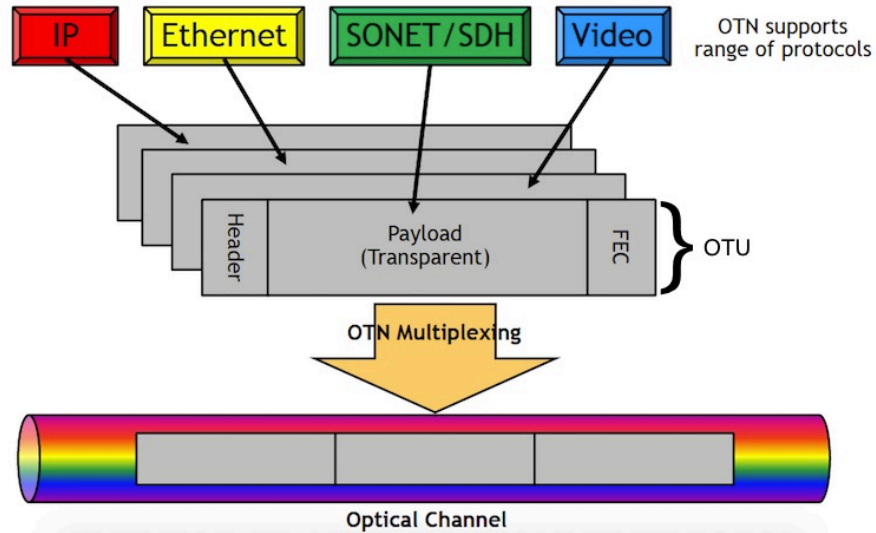 IP
Ethernet
SONET/SDH
Video
OTN supports
range of protocols
Header
Payload
(Transparent)
FEC
OTU
OTN Multiplexing
Optical Channel